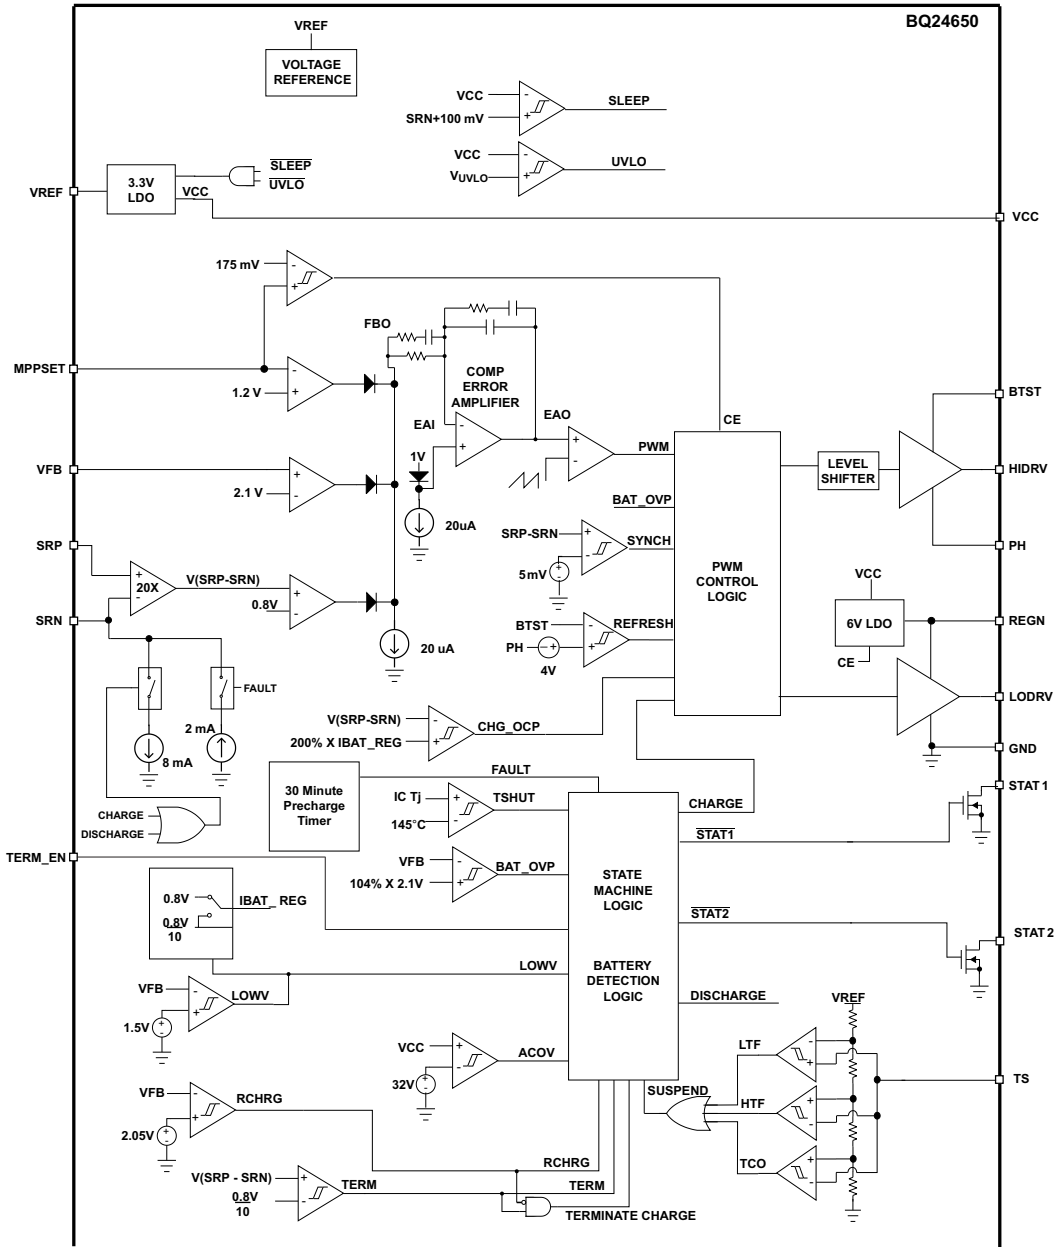 BQ24650
VREF
VOLTAGE
REFERENCE
VCC
-
SLEEP
SRN+100 mV
+
VCC
-
UVLO
VUVLO
+
VREF
3.3V
LDO
VCC
SLEEP
UVLO
VCC
175 mV
-
+
FBO
MPPSET
-
1.2 V
+
COMP
ERROR
AMPLIFIER
EAI
-
+
EAO
+
-
1V
20uA
CE
PWM
BTST
LEVEL
SHIFTER
HIDRV
PH
VFB
+
2.1 V
-
BAT_OVP
SRP-SRN
+
-
SYNCH
5mV
+
-
PWM
CONTROL
LOGIC
SRP
+
20X
-
V(SRP-SRN)
+
0.8V
-
SRN
BTST
-
+
REFRESH
PH
- +
4V
20 uA
VCC
6V LDO
CE
REGN
LODRV
GND
FAULT
2 mA
8 mA
V(SRP-SRN)
-
200% X IBAT_REG
+
CHG_OCP
FAULT
30 Minute
Precharge
Timer
IC Tj
+
TSHUT
145°C
-
CHARGE
STAT1
STAT1
CHARGE
DISCHARGE
TERM_EN
VFB
-
BAT_OVP
104% X 2.1V
+
STATE
MACHINE
LOGIC
BATTERY
DETECTION
LOGIC
STAT2
STAT2
0.8V
IBAT_REG
0.8V
10
LOWV
VFB
-
LOWV
+
1.5V
+
-
DISCHARGE
VREF
VCC
+
ACOV
-
32V
+
-
LTF
-
+
SUSPEND
HTF
+
-
TCO
+
-
TS
VFB
-
RCHRG
+
2.05V
+
-
RCHRG
V(SRP - SRN)
+
TERM
0.8V
10
-
TERM
TERMINATE CHARGE